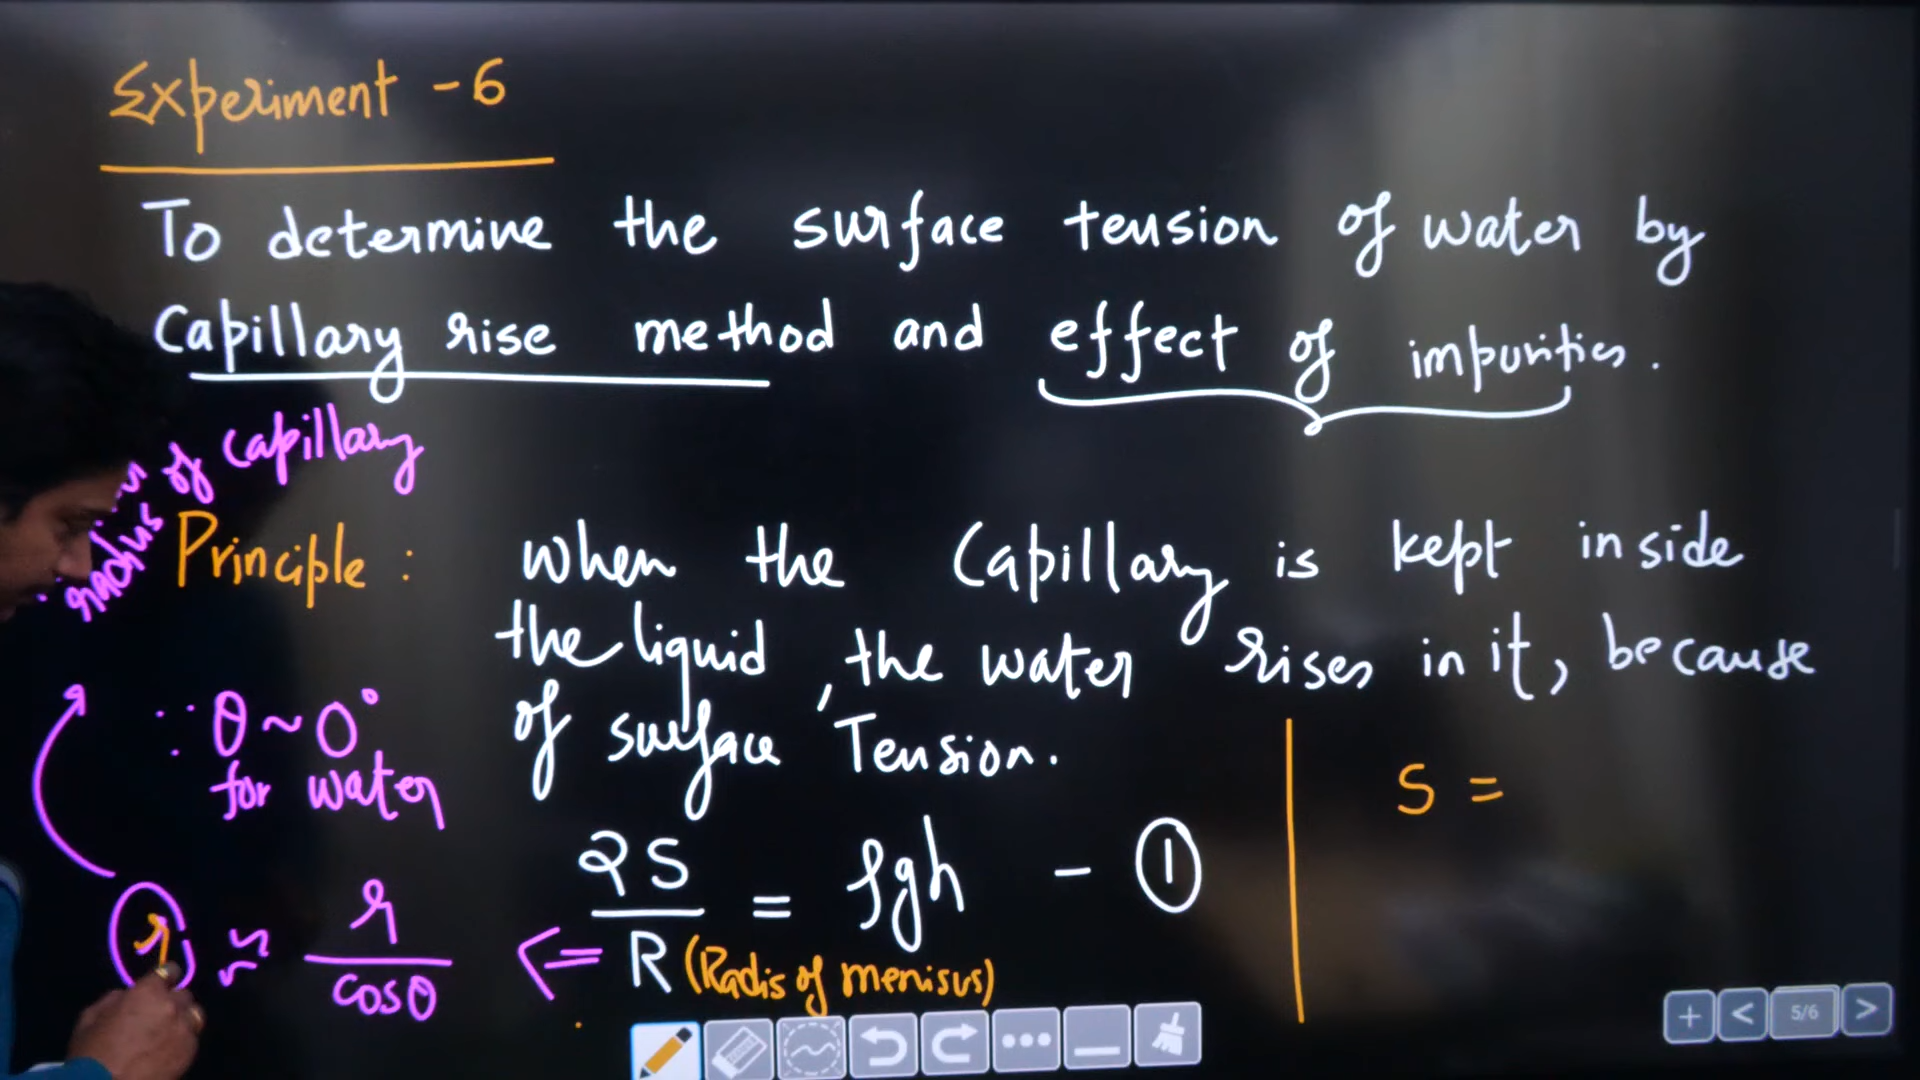 Experiment - 6
To determine the surface tension of water by
Capillary rise method and effect of impurities.
of capillary
radius
Principle : When the Capillary is kept inside
the liquid, the water rises in it, because
of surface Tension.
∵ θ ~ 0°
for water
S =
2S/R = ρgh - ①
r ≈ r/cosθ <= R (Radis of menisus)
5/6